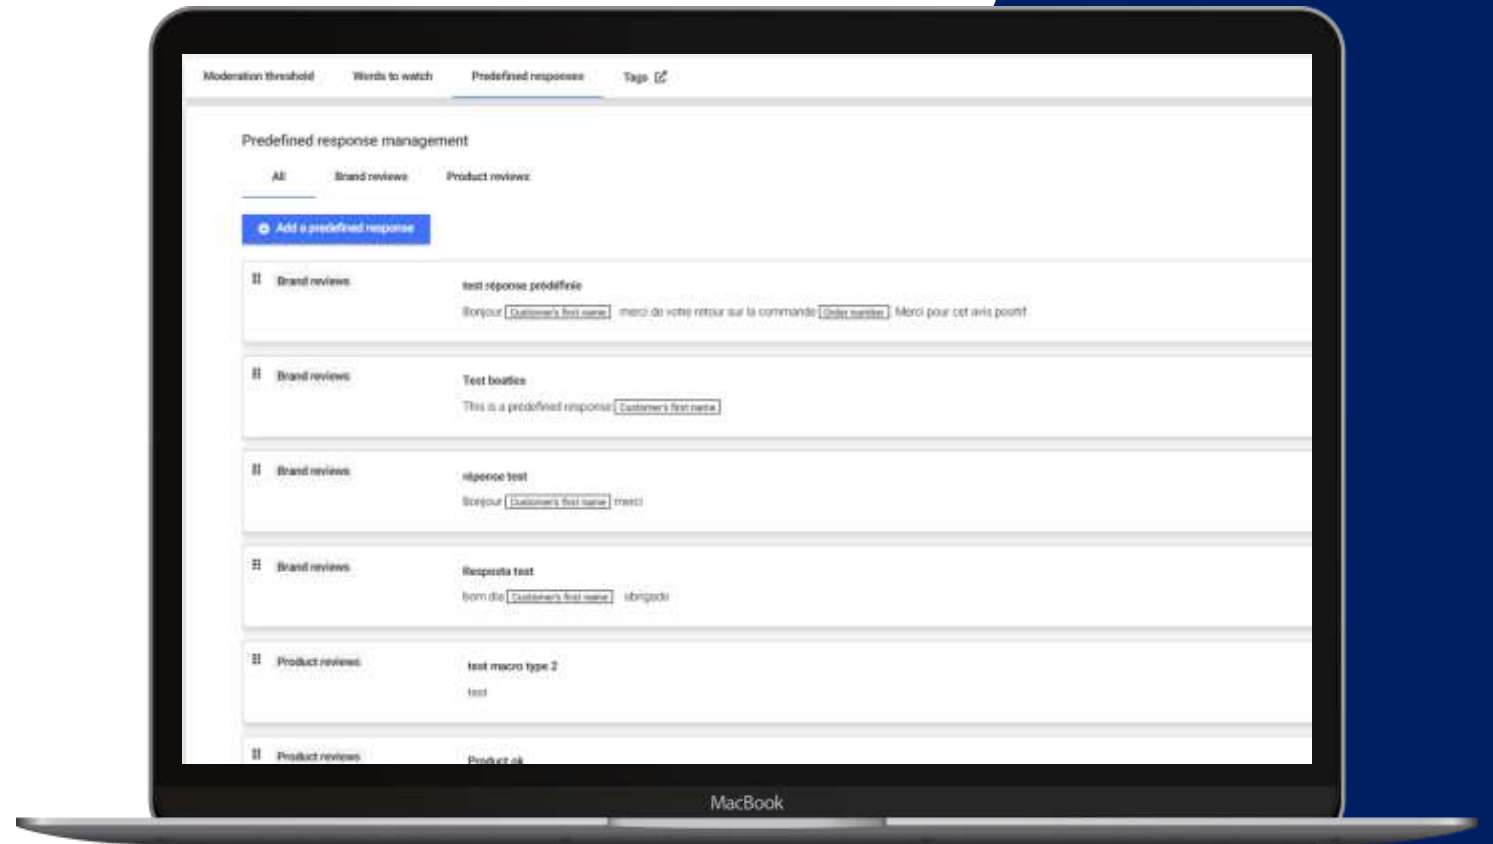 Moderation threshold Words to watch Predefined responses Tags
Predefined response management
All Brand reviews Product reviews
Add a predefined response
Brand reviews test réponse prédéfinie
Bonjour Customer's first name merci de votre retour sur la commande Order number Merci pour cet avis positif
Brand reviews Test beatles
This is a predefined response Customer's first name
Brand reviews réponse test
Bonjour Customer's first name merci
Brand reviews Resposta test
bom dia Customer's first name obrigado
Product reviews test macro type 2
test
Product reviews Product ok
MacBook